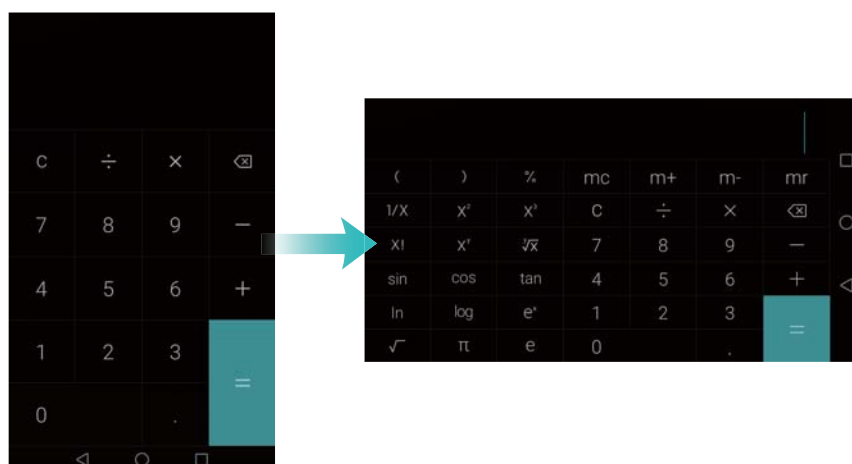 C ÷ ×
7 8 9 −
4 5 6 +
1 2 3
=
0 .
( ) % mc m+ m- mr
1/X X² X³ C ÷ ×
X! Xʸ ʸ√x 7 8 9 −
sin cos tan 4 5 6 +
ln log eˣ 1 2 3
=
√ π e 0 .